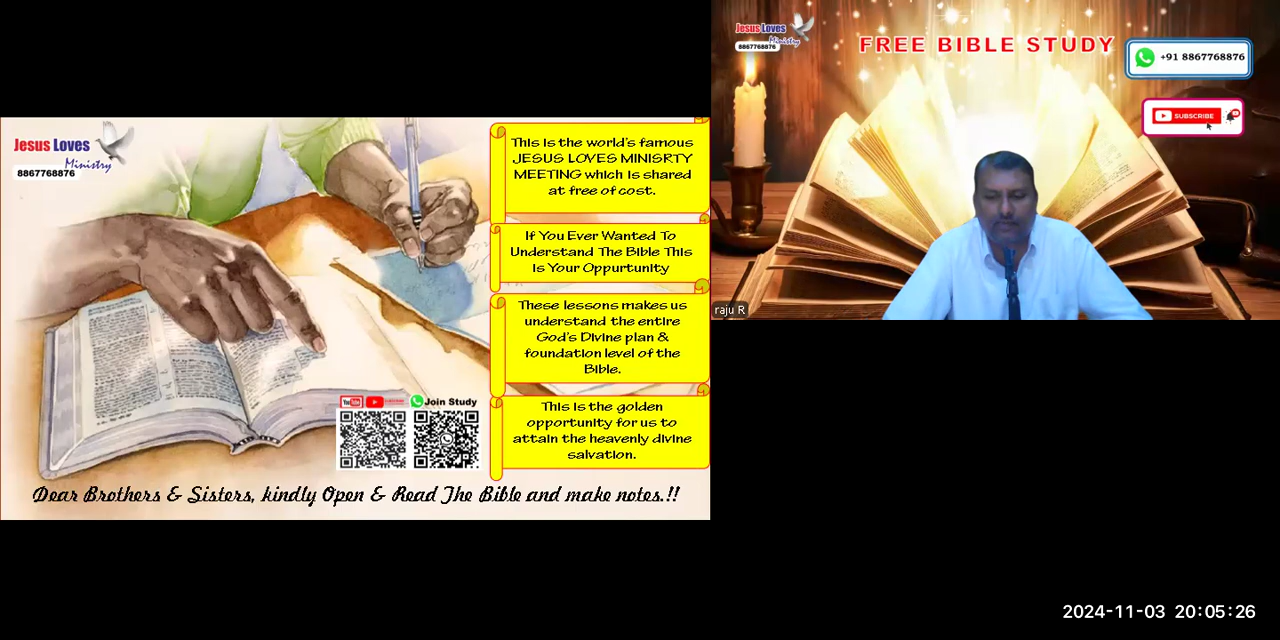 Jesus Loves
Ministry
8867768876
This is the world's famous
JESUS LOVES MINISRTY
MEETING which is shared
at free of cost.
If You Ever Wanted To
Understand The Bible This
is Your Oppurtunity
These lessons makes us
understand the entire
God's Divine plan &
foundation level of the
Bible.
This is the golden
opportunity for us to
attain the heavenly divine
salvation.
Join Study
Dear Brothers & Sisters, kindly Open & Read The Bible and make notes.!!
Jesus Loves
Ministry
8867768876
FREE BIBLE STUDY
+91 8867768876
SUBSCRIBE
raju R
2024-11-03 20:05:26